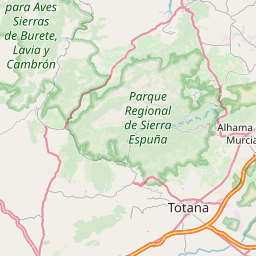 para Aves
Sierras
de Burete,
Lavia y
Cambrón
Parque
Regional
de Sierra
Espuña
Alhama
Murcia
Totana